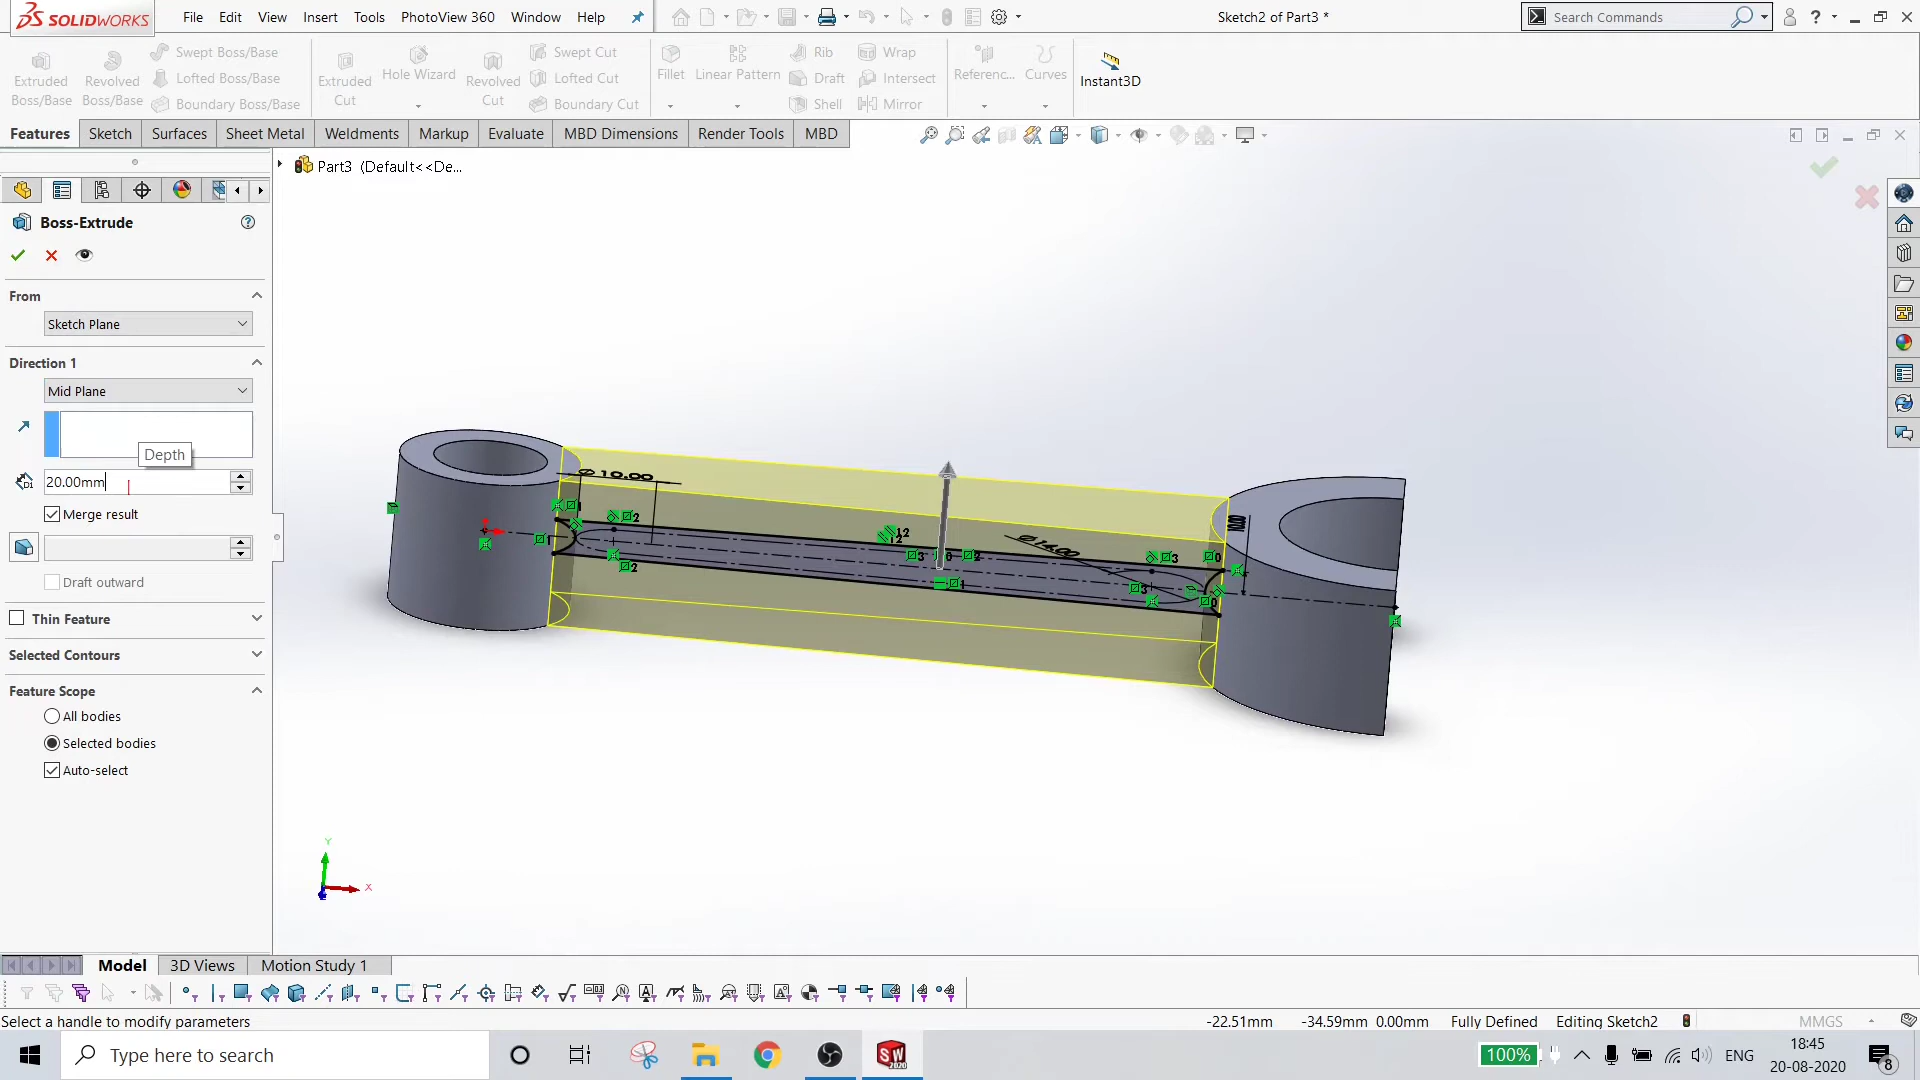 SOLIDWORKS
File
Edit
View
Insert
Tools
PhotoView 360
Window
Help
Sketch2 of Part3 *
Search Commands
Extruded
Boss/Base
Revolved
Boss/Base
Swept Boss/Base
Lofted Boss/Base
Boundary Boss/Base
Extruded
Cut
Hole Wizard
Revolved
Cut
Swept Cut
Lofted Cut
Boundary Cut
Fillet
Linear Pattern
Rib
Draft
Shell
Wrap
Intersect
Mirror
Referenc...
Curves
Instant3D
Features
Sketch
Surfaces
Sheet Metal
Weldments
Markup
Evaluate
MBD Dimensions
Render Tools
MBD
Part3 (Default<<De...
Boss-Extrude
From
Sketch Plane
Direction 1
Mid Plane
Depth
20.00mm
Merge result
Draft outward
Thin Feature
Selected Contours
Feature Scope
All bodies
Selected bodies
Auto-select
Ø 10.00
Ø14.00
Y
X
Model
3D Views
Motion Study 1
Select a handle to modify parameters
-22.51mm
-34.59mm
0.00mm
Fully Defined
Editing Sketch2
MMGS
Type here to search
100%
ENG
18:45
20-08-2020
8